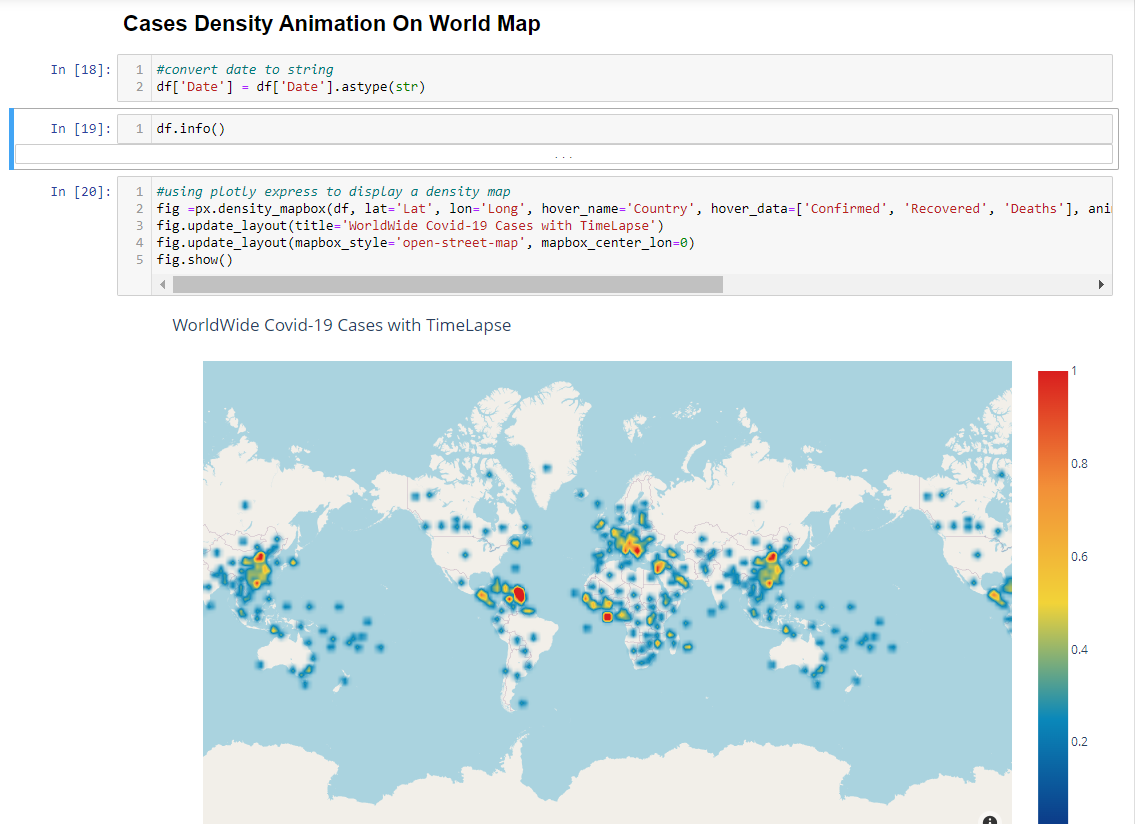 Cases Density Animation On World Map
In [18]:
1 #convert date to string
2 df['Date'] = df['Date'].astype(str)
In [19]:
1 df.info()
...
In [20]:
1 #using plotly express to display a density map
2 fig =px.density_mapbox(df, lat='Lat', lon='Long', hover_name='Country', hover_data=['Confirmed', 'Recovered', 'Deaths'], ani
3 fig.update_layout(title='WorldWide Covid-19 Cases with TimeLapse')
4 fig.update_layout(mapbox_style='open-street-map', mapbox_center_lon=0)
5 fig.show()
WorldWide Covid-19 Cases with TimeLapse
1
0.8
0.6
0.4
0.2